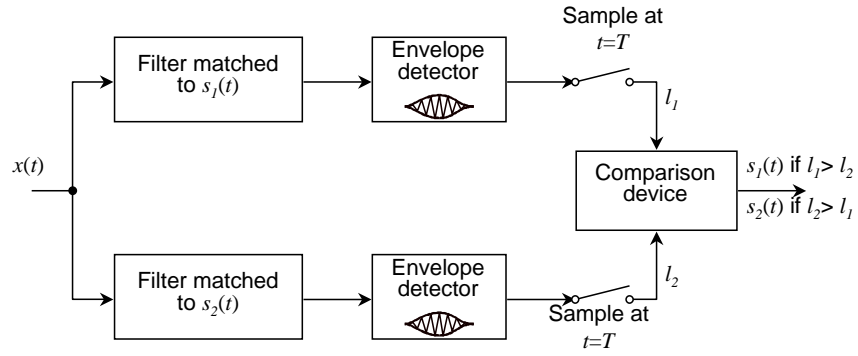 Sample at
t=T
Filter matched
to s₁(t)
Envelope
detector
l₁
x(t)
Comparison
device
s₁(t) if l₁> l₂
s₂(t) if l₂> l₁
Filter matched
to s₂(t)
Envelope
detector
l₂
Sample at
t=T